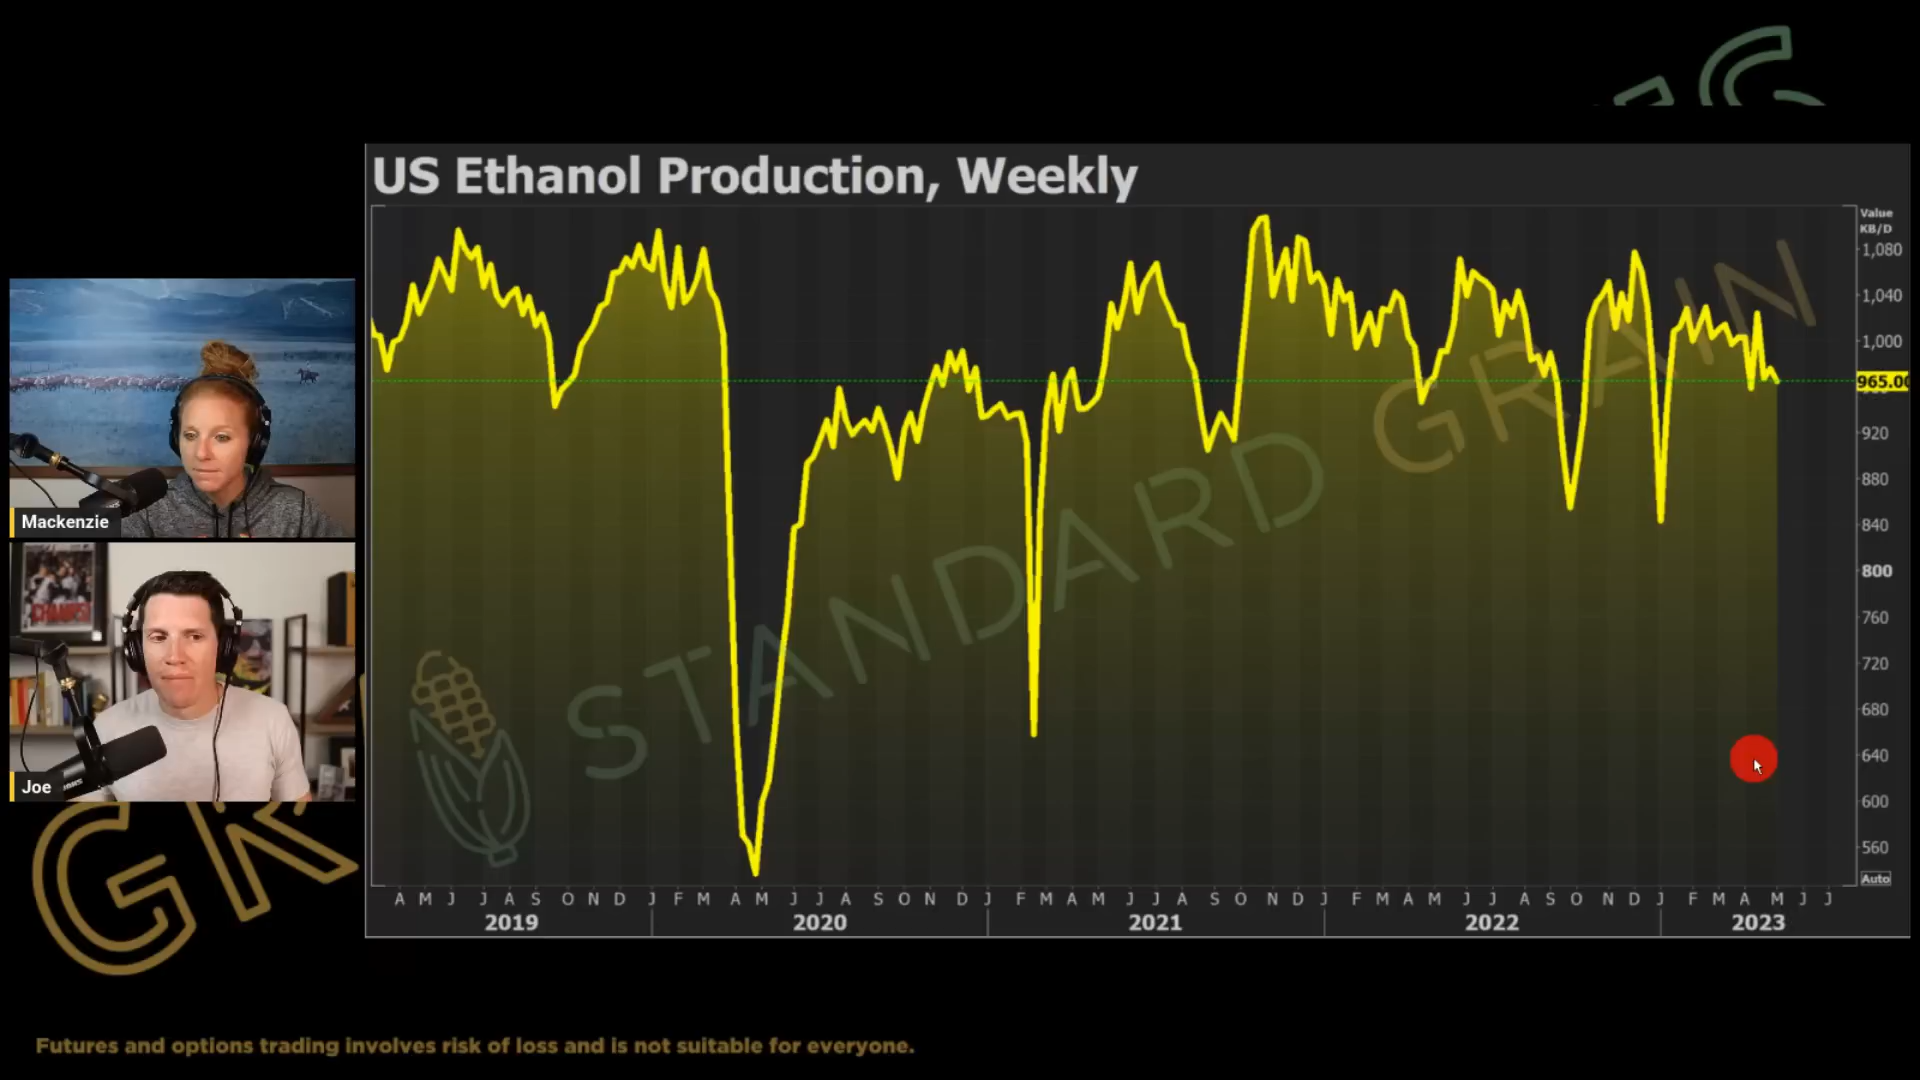 US Ethanol Production, Weekly
Value
KB/D
1,080
1,040
1,000
965.00
920
880
840
800
760
720
680
640
600
560
Auto
STANDARD GRAIN
Mackenzie
CHAMPS!
Joe
GR
A M J J A S O N D J F M A M J J A S O N D J F M A M J J A S O N D J F M A M J J A S O N D J F M A M J J
2019 2020 2021 2022 2023
Futures and options trading involves risk of loss and is not suitable for everyone.